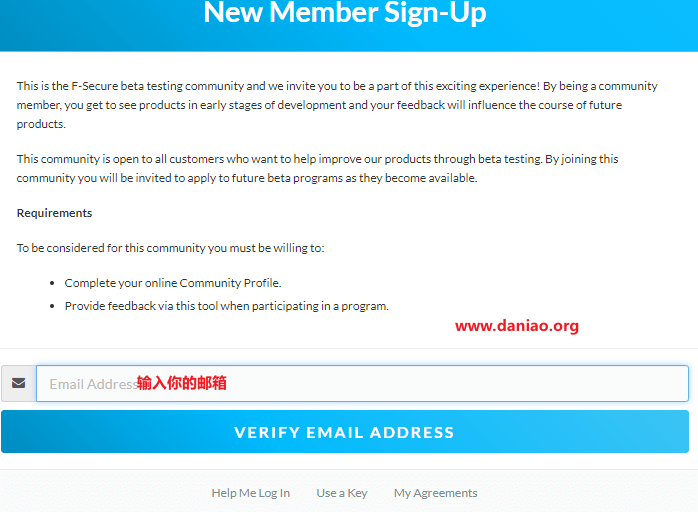 New Member Sign-Up
This is the F-Secure beta testing community and we invite you to be a part of this exciting experience! By being a community
member, you get to see products in early stages of development and your feedback will influence the course of future
products.
This community is open to all customers who want to help improve our products through beta testing. By joining this
community you will be invited to apply to future beta programs as they become available.
Requirements
To be considered for this community you must be willing to:
• Complete your online Community Profile.
• Provide feedback via this tool when participating in a program.
www.daniao.org
Email Address 输入你的邮箱
VERIFY EMAIL ADDRESS
Help Me Log In Use a Key My Agreements